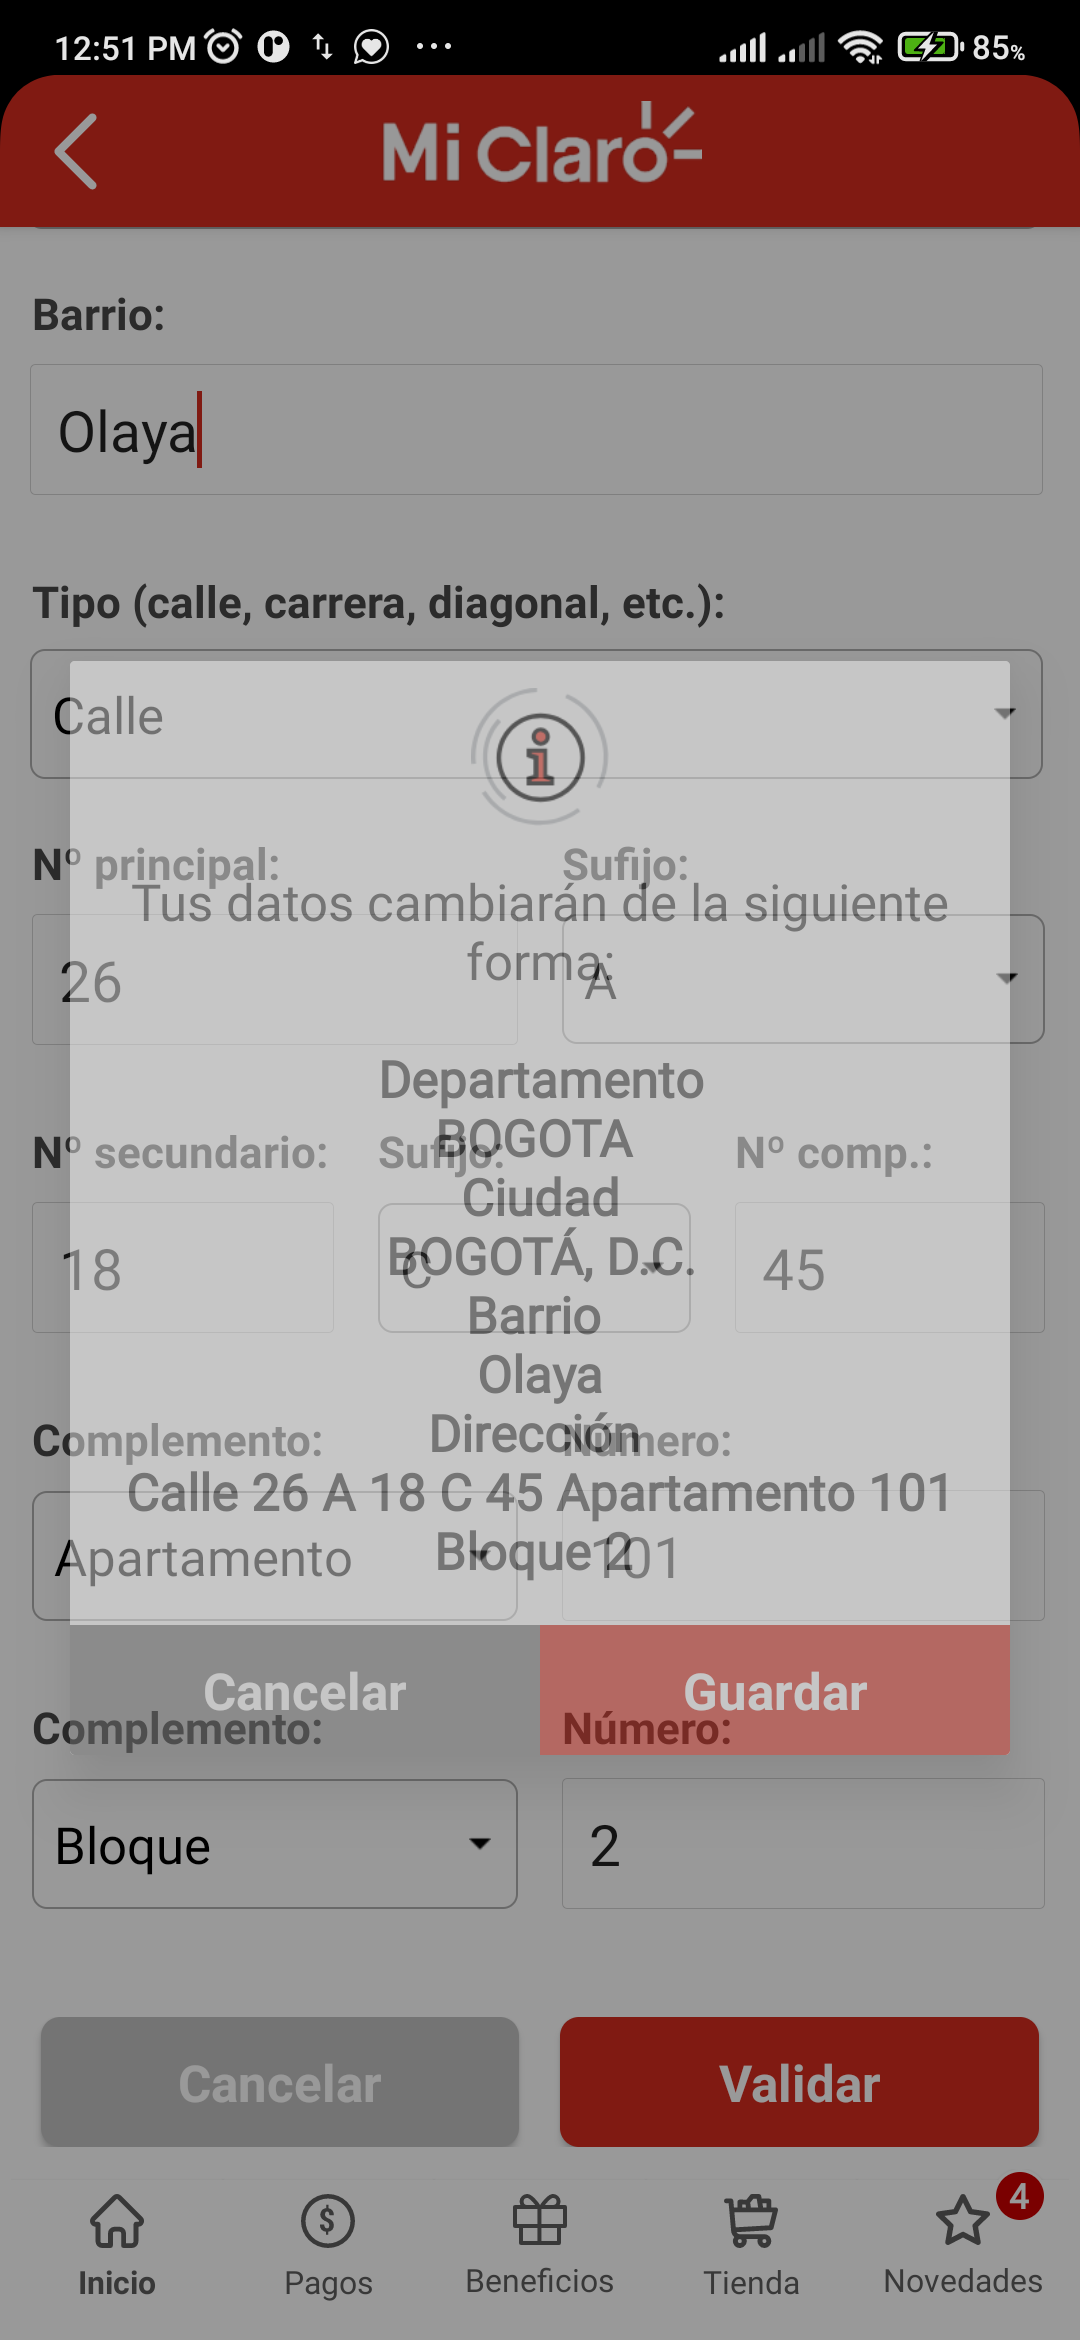 12:51 PM
85%
Mi Claro
Barrio:
Olaya
Tipo (calle, carrera, diagonal, etc.):
Calle
Nº principal:
Sufijo:
Tus datos cambiarán de la siguiente
forma:
26
A
Departamento
BOGOTA
Nº secundario:
Sufijo:
Nº comp.:
Ciudad
BOGOTÁ, D.C.
18
C
45
Barrio
Olaya
Dirección
Complemento:
Número:
Calle 26 A 18 C 45 Apartamento 101
Bloque 2
Apartamento
101
Cancelar
Guardar
Complemento:
Número:
Bloque
2
Cancelar
Validar
4
Inicio
Pagos
Beneficios
Tienda
Novedades